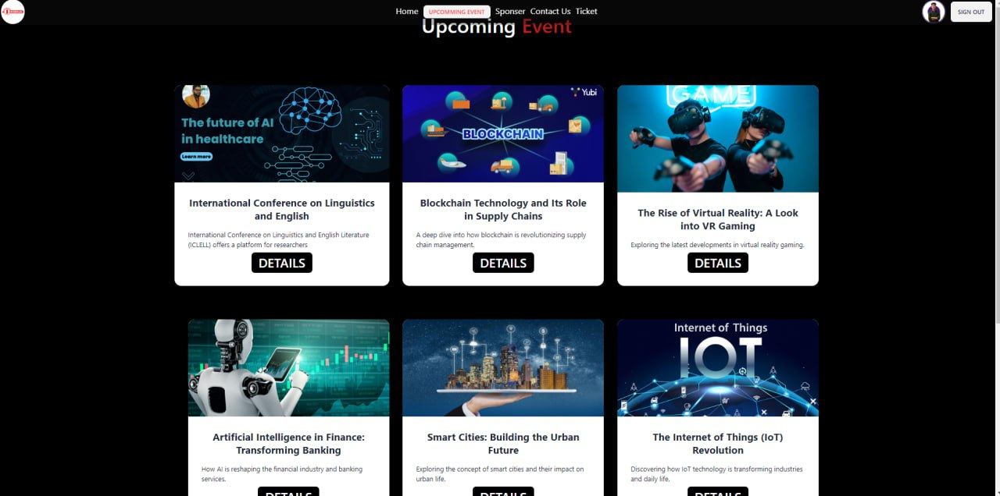 Home UPCOMMING EVENT Sponser Contact Us Ticket
SIGN OUT
Upcoming Event
The future of AI
in healthcare
Learn more
Yubi
BLOCKCHAIN
GAME
International Conference on Linguistics
and English
International Conference on Linguistics and English Literature
(ICLELL) offers a platform for researchers
DETAILS
Blockchain Technology and Its Role
in Supply Chains
A deep dive into how blockchain is revolutionizing supply
chain management.
DETAILS
The Rise of Virtual Reality: A Look
into VR Gaming
Exploring the latest developments in virtual reality gaming.
DETAILS
Internet of Things
IOT
Artificial Intelligence in Finance:
Transforming Banking
How AI is reshaping the financial industry and banking
services.
DETAILS
Smart Cities: Building the Urban
Future
Exploring the concept of smart cities and their impact on
urban life.
DETAILS
The Internet of Things (IoT)
Revolution
Discovering how IoT technology is transforming industries
and daily life.
DETAILS